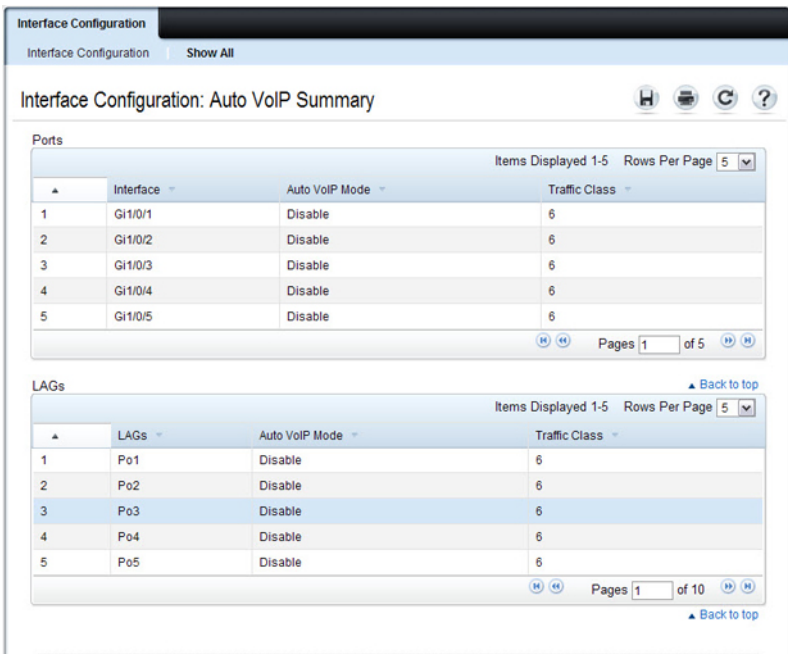 Interface Configuration
Interface Configuration Show All
Interface Configuration: Auto VoIP Summary
?
Ports
Items Displayed 1-5 Rows Per Page 5
Interface Auto VoIP Mode Traffic Class
1 Gi1/0/1 Disable 6
2 Gi1/0/2 Disable 6
3 Gi1/0/3 Disable 6
4 Gi1/0/4 Disable 6
5 Gi1/0/5 Disable 6
Pages 1 of 5
LAGs Back to top
Items Displayed 1-5 Rows Per Page 5
LAGs Auto VoIP Mode Traffic Class
1 Po1 Disable 6
2 Po2 Disable 6
3 Po3 Disable 6
4 Po4 Disable 6
5 Po5 Disable 6
Pages 1 of 10
Back to top